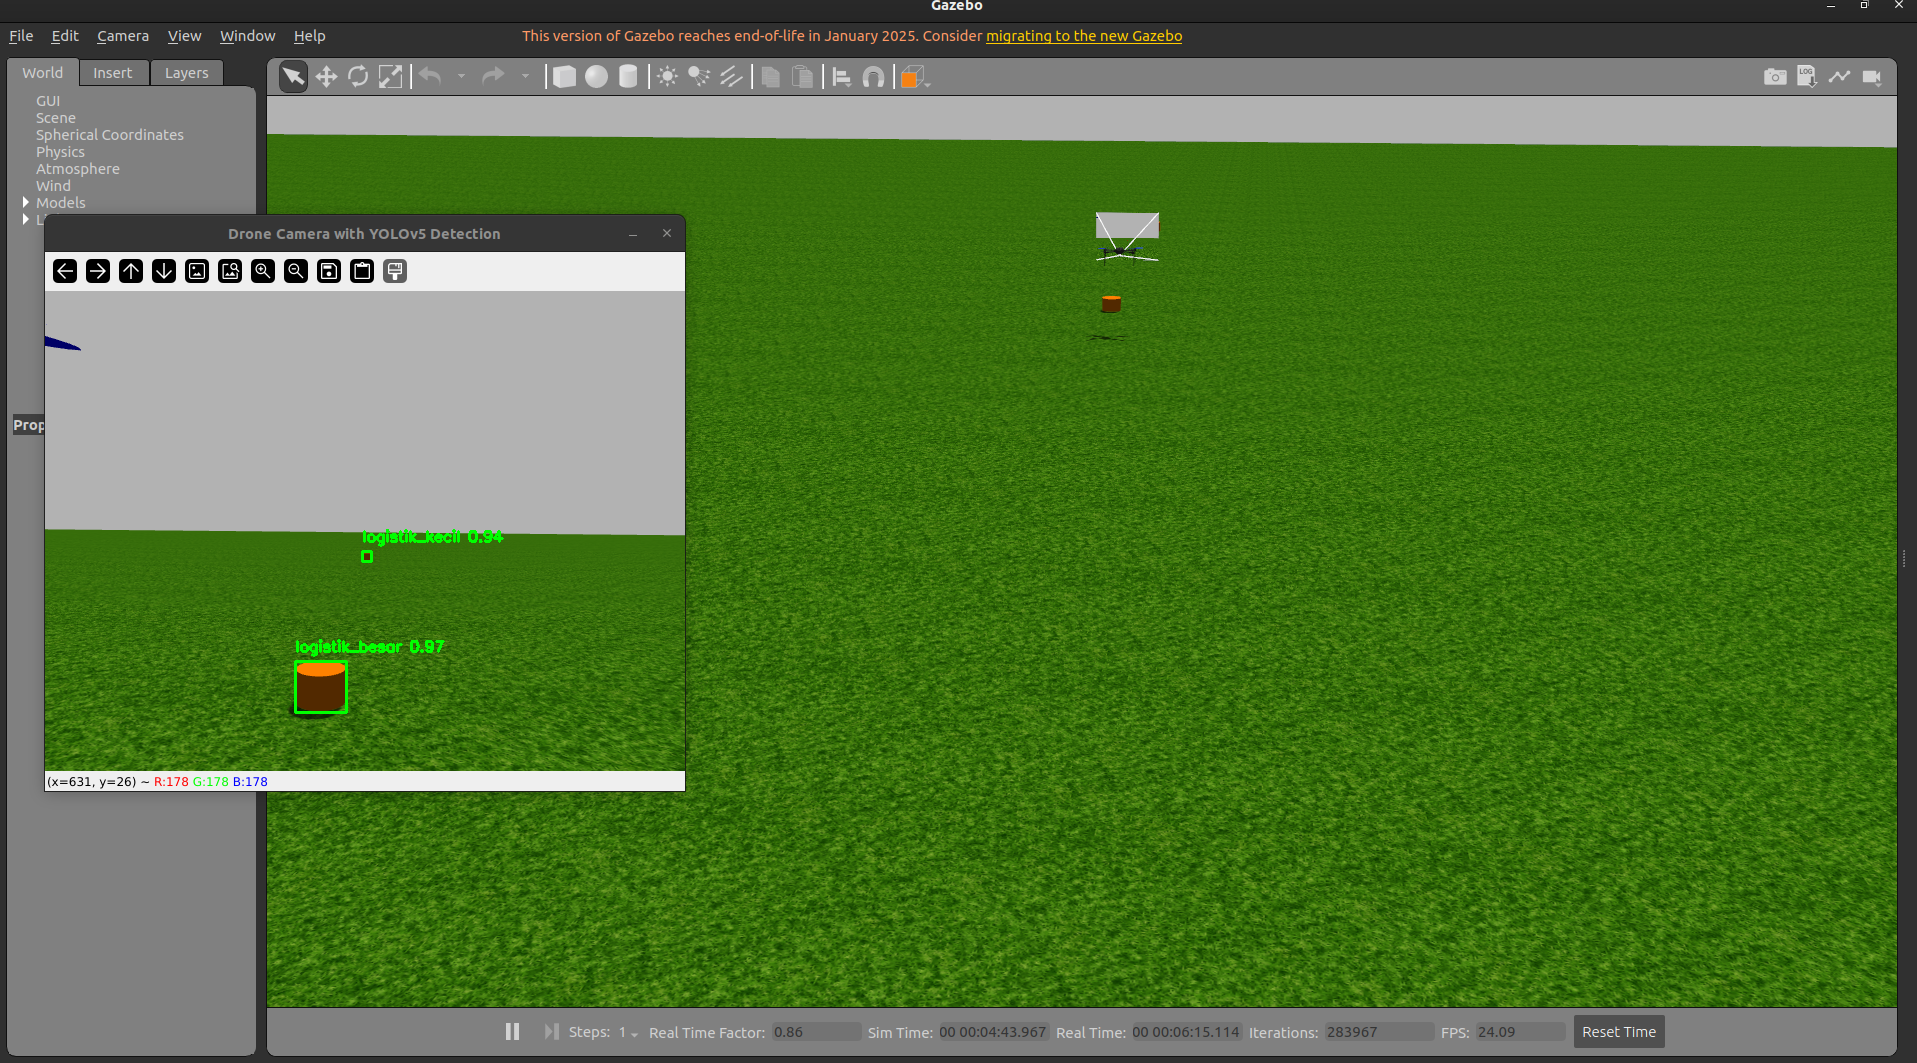 Gazebo
File Edit Camera View Window Help
This version of Gazebo reaches end-of-life in January 2025. Consider migrating to the new Gazebo
World Insert Layers
LOG
GUI
Scene
Spherical Coordinates
Physics
Atmosphere
Wind
Models
L
Prop
Drone Camera with YOLOv5 Detection
logistik_kecil 0.94
logistik_besar 0.97
(x=631, y=26) ~ R:178 G:178 B:178
Steps: 1 Real Time Factor: 0.86 Sim Time: 00 00:04:43.967 Real Time: 00 00:06:15.114 Iterations: 283967 FPS: 24.09 Reset Time